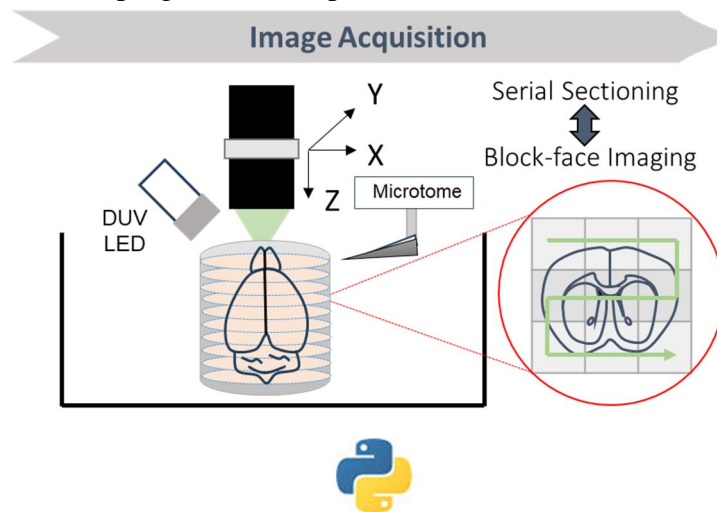 Image Acquisition
Y
X
Z
DUV
LED
Microtome
Serial Sectioning
Block-face Imaging